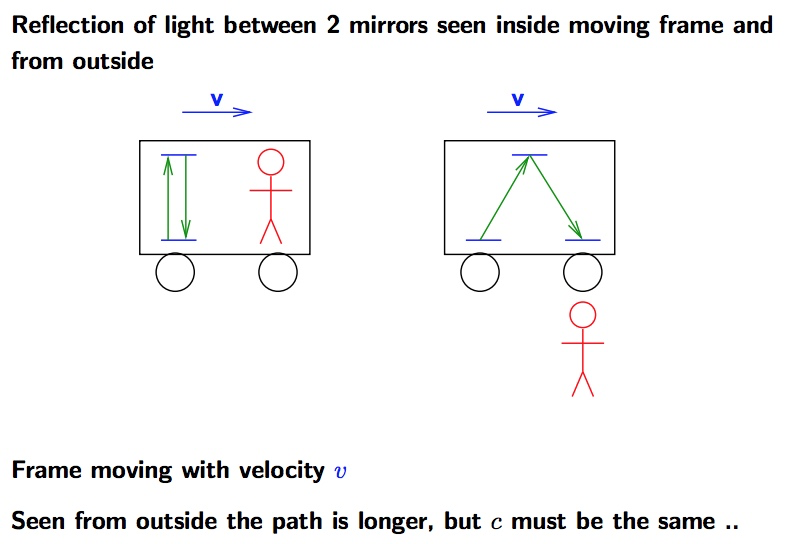 Reflection of light between 2 mirrors seen inside moving frame and
from outside
v
v
Frame moving with velocity v
Seen from outside the path is longer, but c must be the same ..